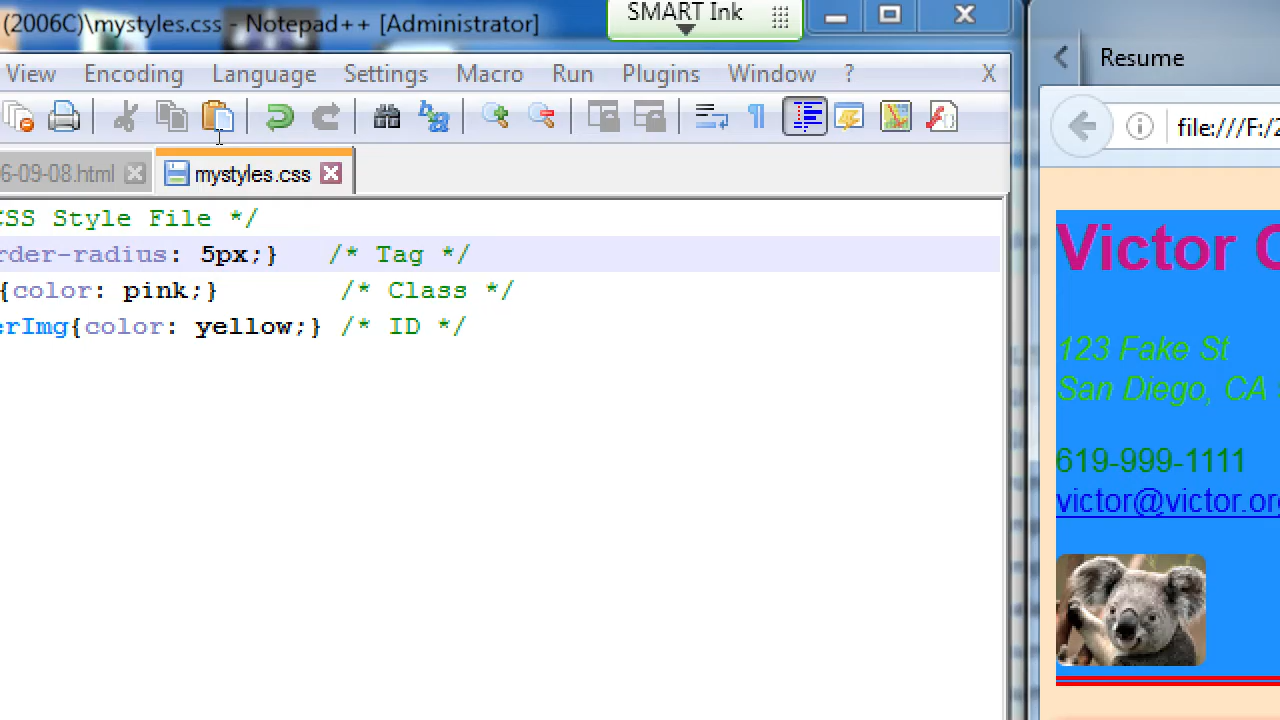 (2006C)\mystyles.css - Notepad++ [Administrator]
SMART Ink
View Encoding Language Settings Macro Run Plugins Window ? X
6-09-08.html
mystyles.css
CSS Style File */
rder-radius: 5px;} /* Tag */
{color: pink;} /* Class */
erImg{color: yellow;} /* ID */
Resume
file:///F:/2
Victor C
123 Fake St
San Diego, CA
619-999-1111
victor@victor.org